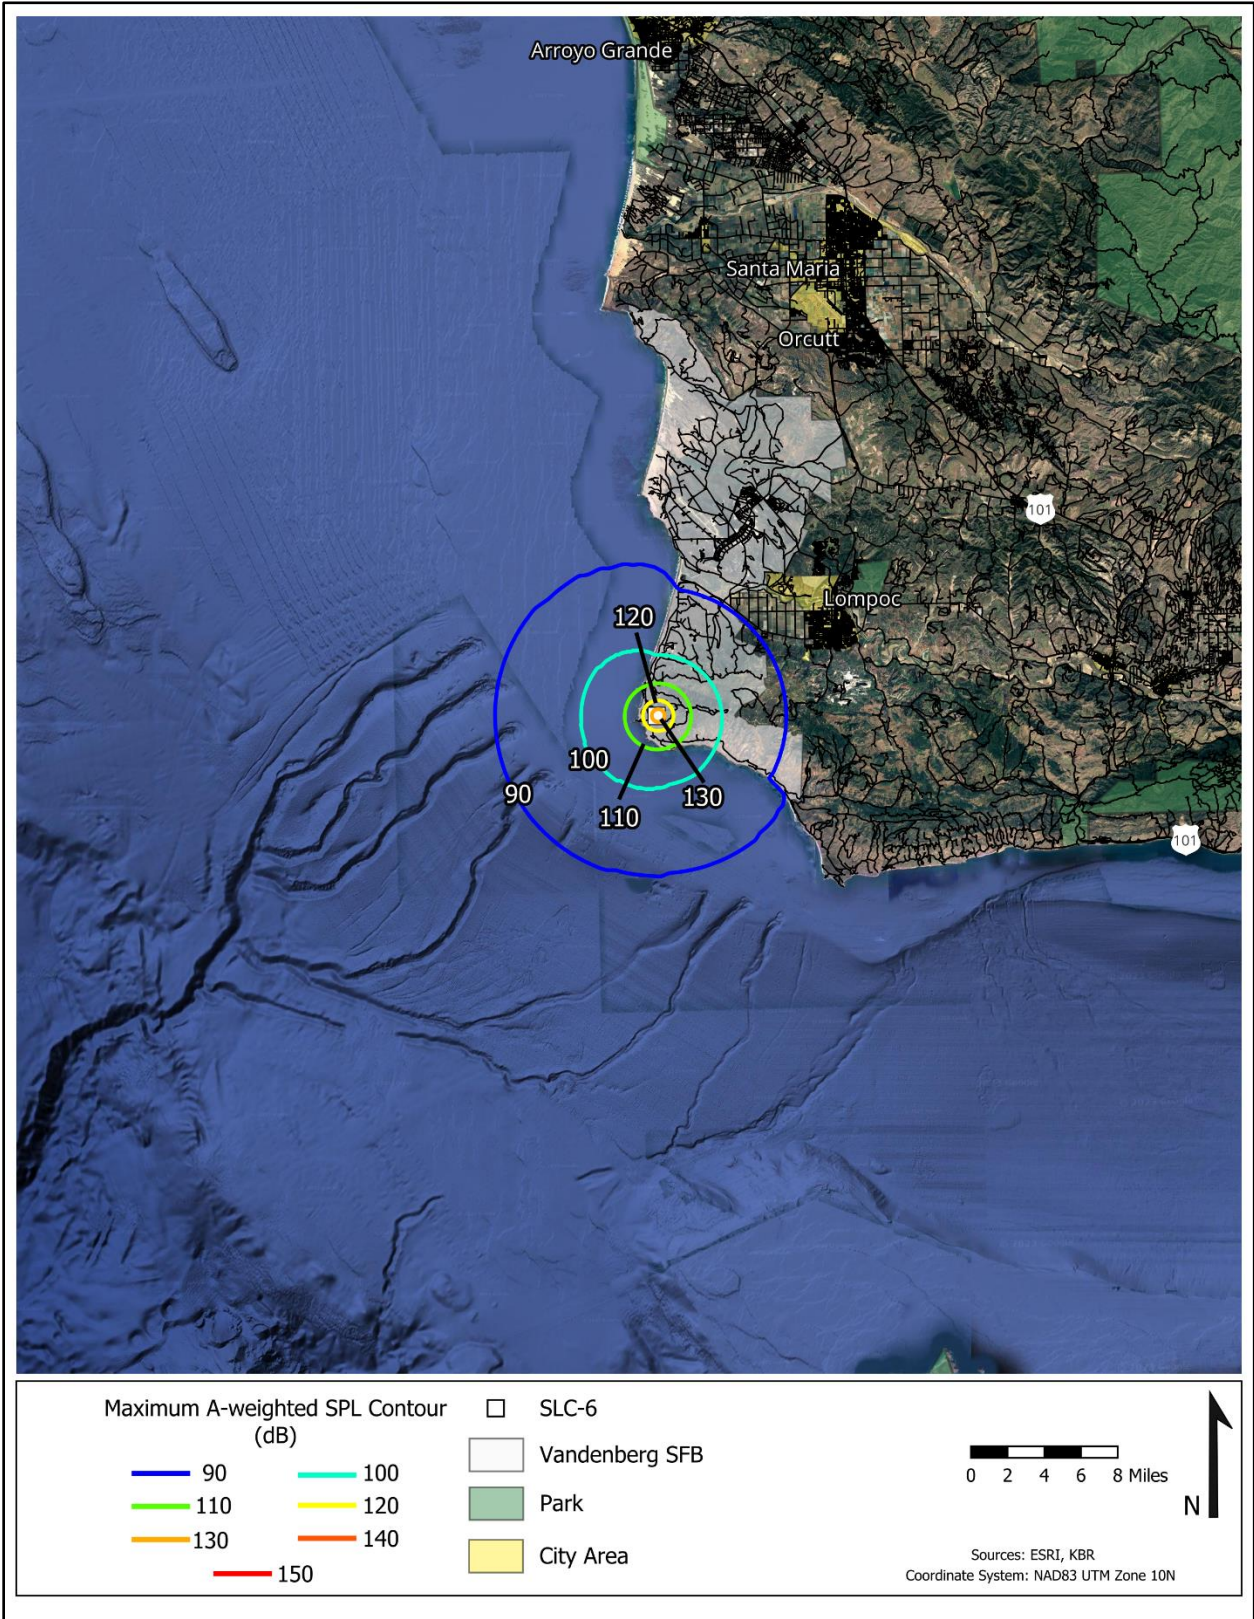 Arroyo Grande
Santa Maria
Orcutt
101
Lompoc
120
100
90
130
110
101
Maximum A-weighted SPL Contour
(dB)
90
100
110
120
130
140
150
SLC-6
Vandenberg SFB
Park
City Area
0 2 4 6 8 Miles
N
Sources: ESRI, KBR
Coordinate System: NAD83 UTM Zone 10N